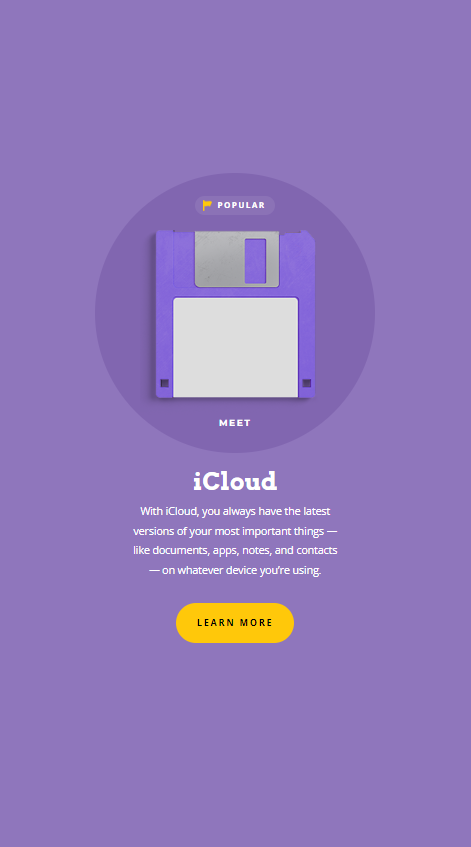 POPULAR
MEET
iCloud
With iCloud, you always have the latest
versions of your most important things —
like documents, apps, notes, and contacts
— on whatever device you’re using.
LEARN MORE